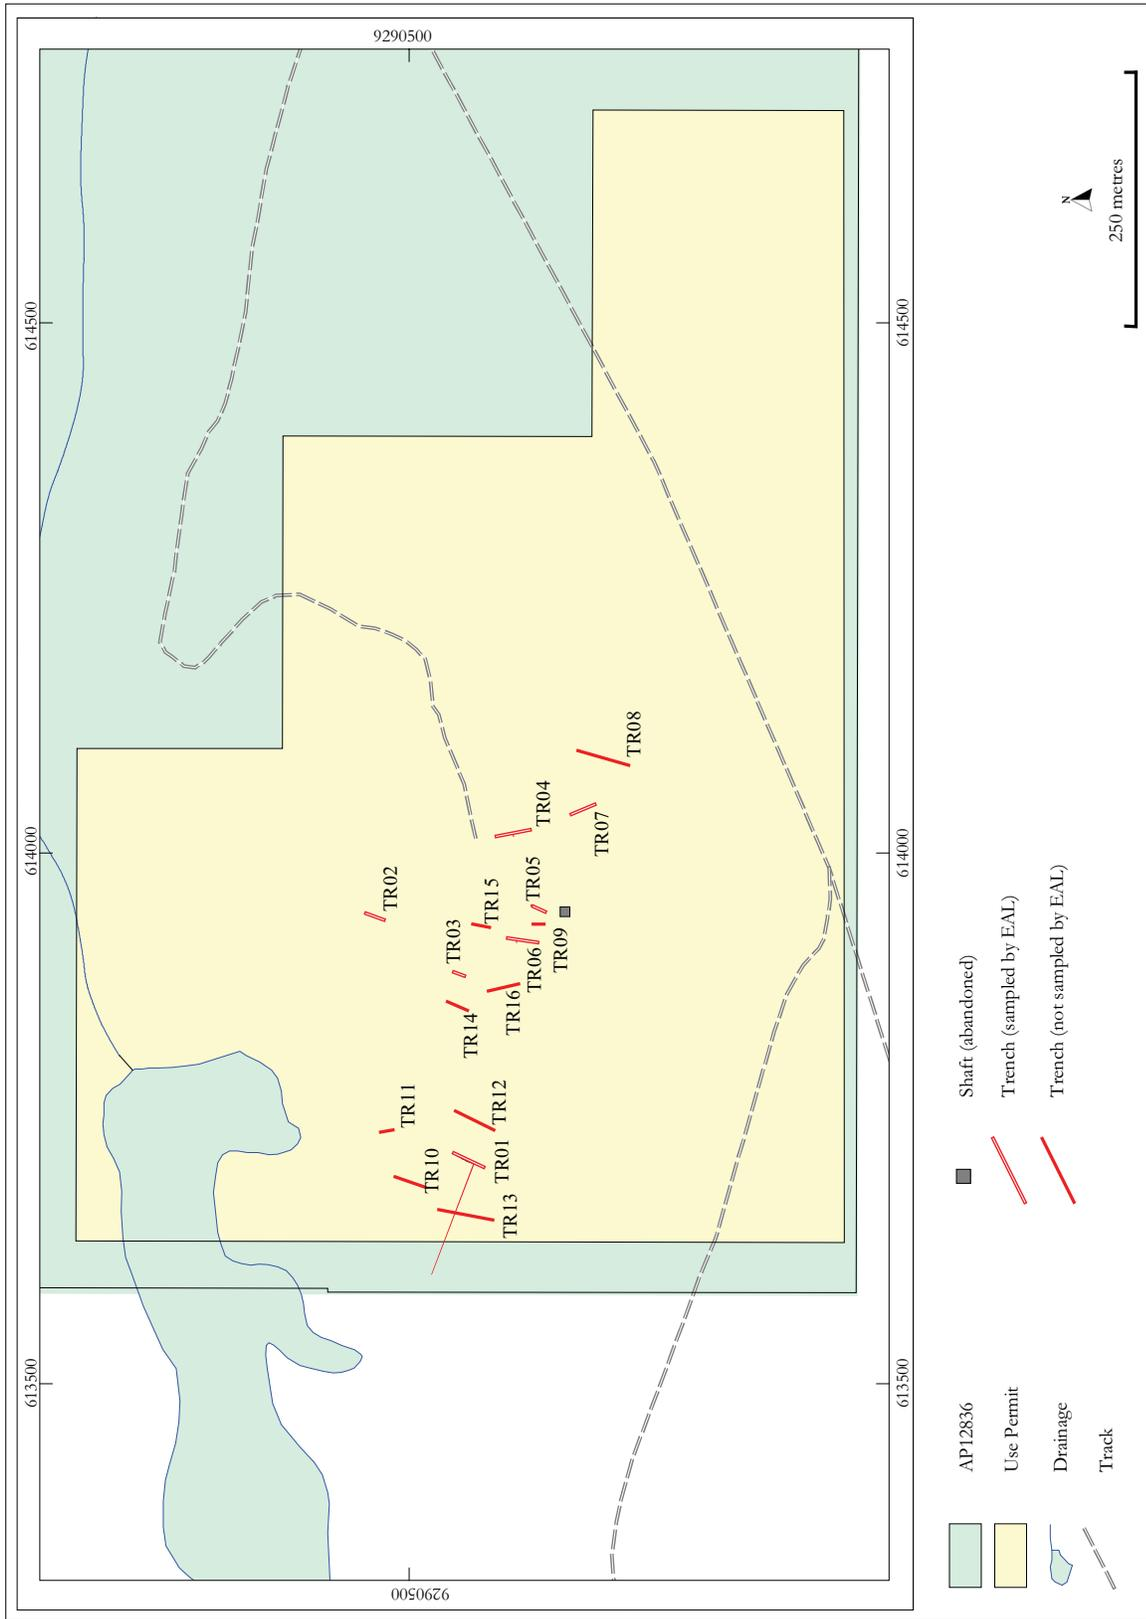 9290500
614500
614500
614000
614000
613500
613500
9290500
TR02
TR03
TR15
TR04
TR05
TR08
TR07
TR09
TR06
TR16
TR14
TR11
TR12
TR10
TR01
TR13
AP12836
Use Permit
Drainage
Track
Shaft (abandoned)
Trench (sampled by EAL)
Trench (not sampled by EAL)
N
250 metres